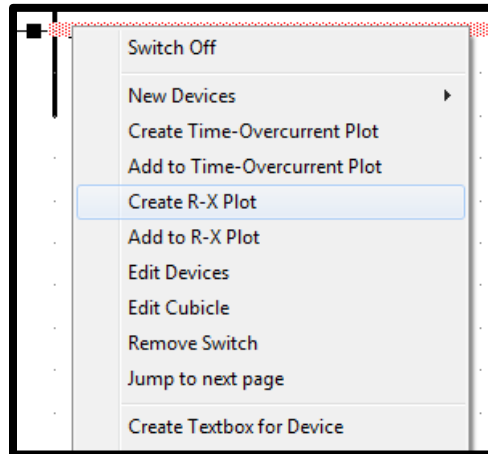 Switch Off
New Devices
Create Time-Overcurrent Plot
Add to Time-Overcurrent Plot
Create R-X Plot
Add to R-X Plot
Edit Devices
Edit Cubicle
Remove Switch
Jump to next page
Create Textbox for Device